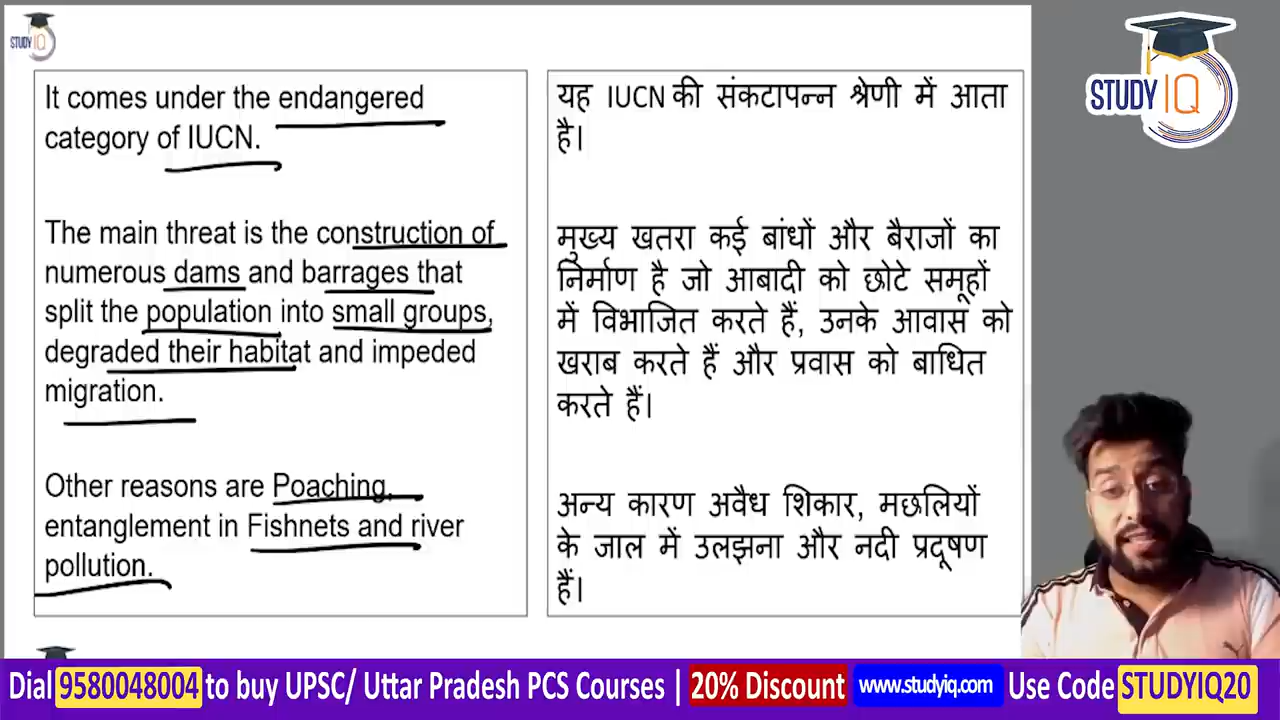 STUDY IQ
It comes under the endangered
category of IUCN.
The main threat is the construction of
numerous dams and barrages that
split the population into small groups,
degraded their habitat and impeded
migration.
Other reasons are Poaching,
entanglement in Fishnets and river
pollution.
यह IUCN की संकटापन्न श्रेणी में आता
है।
मुख्य खतरा कई बांधों और बैराजों का
निर्माण है जो आबादी को छोटे समूहों
में विभाजित करते हैं, उनके आवास को
खराब करते हैं और प्रवास को बाधित
करते हैं।
अन्य कारण अवैध शिकार, मछलियों
के जाल में उलझना और नदी प्रदूषण
हैं।
STUDY IQ
Dial 9580048004 to buy UPSC/ Uttar Pradesh PCS Courses | 20% Discount www.studyiq.com Use Code STUDYIQ20